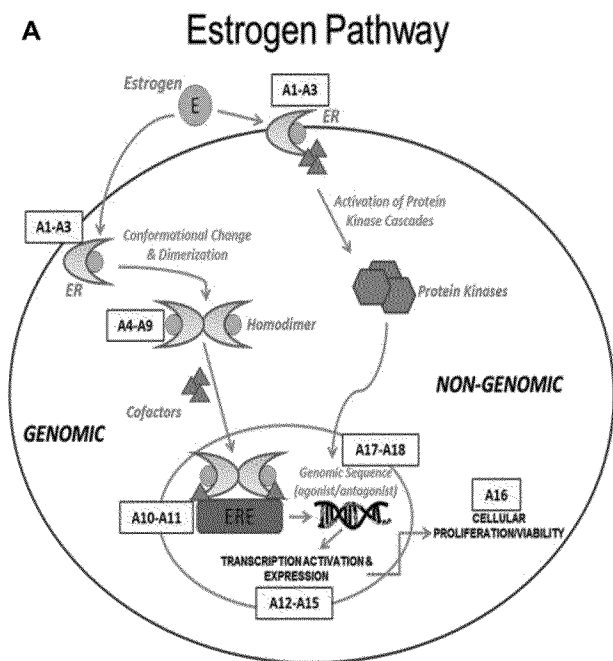 A
Estrogen Pathway
Estrogen
E
A1-A3
ER
Activation of Protein
Kinase Cascades
A1-A3
Conformational Change
& Dimerization
ER
Protein Kinases
A4-A9
Homodimer
NON-GENOMIC
Cofactors
GENOMIC
A17-A18
Genomic Sequence
(agonist/antagonist)
A10-A11
ERE
A16
CELLULAR
PROLIFERATION/VIABILITY
TRANSCRIPTION ACTIVATION &
EXPRESSION
A12-A15